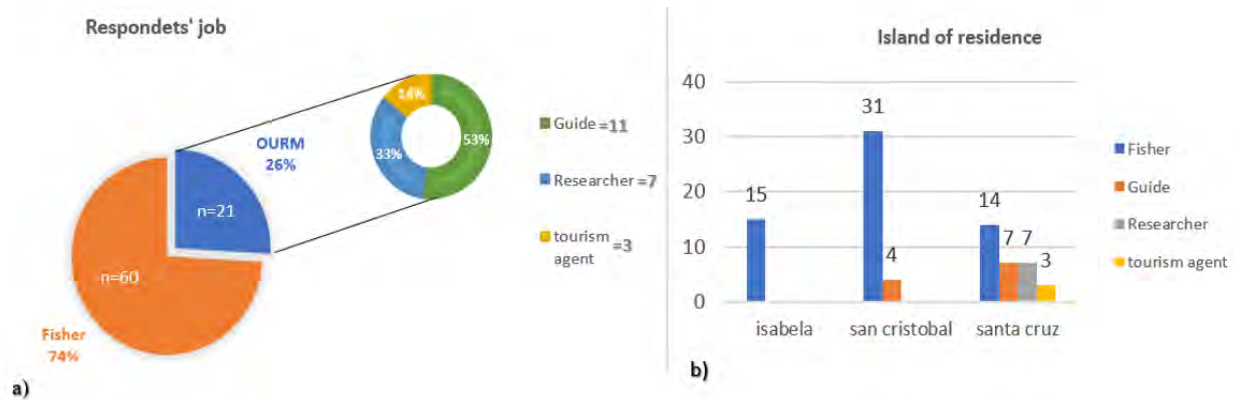 Respondets' job
OURM
26%
n=21
n=60
Fisher
74%
14%
33%
53%
Guide =11
Researcher =7
tourism =3
agent
a)
Island of residence
40
30
20
10
0
15
31
4
14
7
7
3
isabela
san cristobal
santa cruz
Fisher
Guide
Researcher
tourism agent
b)